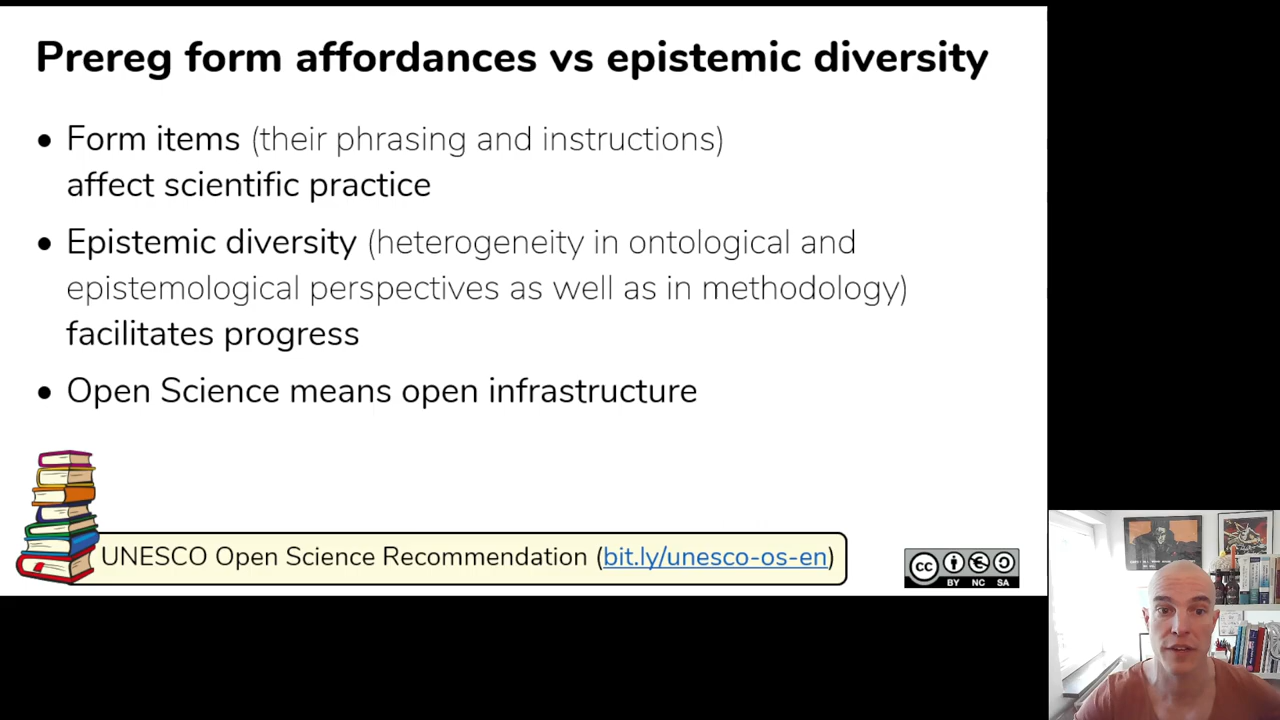 Prereg form affordances vs epistemic diversity
• Form items (their phrasing and instructions)
affect scientific practice
• Epistemic diversity (heterogeneity in ontological and
epistemological perspectives as well as in methodology)
facilitates progress
• Open Science means open infrastructure
UNESCO Open Science Recommendation (bit.ly/unesco-os-en)
cc
BY NC SA